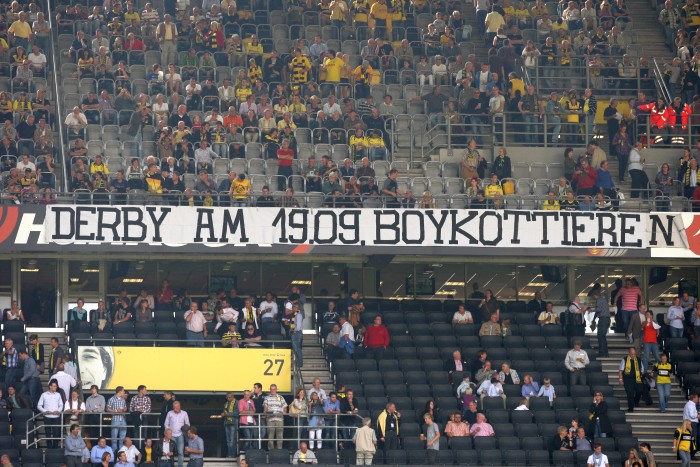 DERBY AM 19.09. BOYKOTTIEREN
27